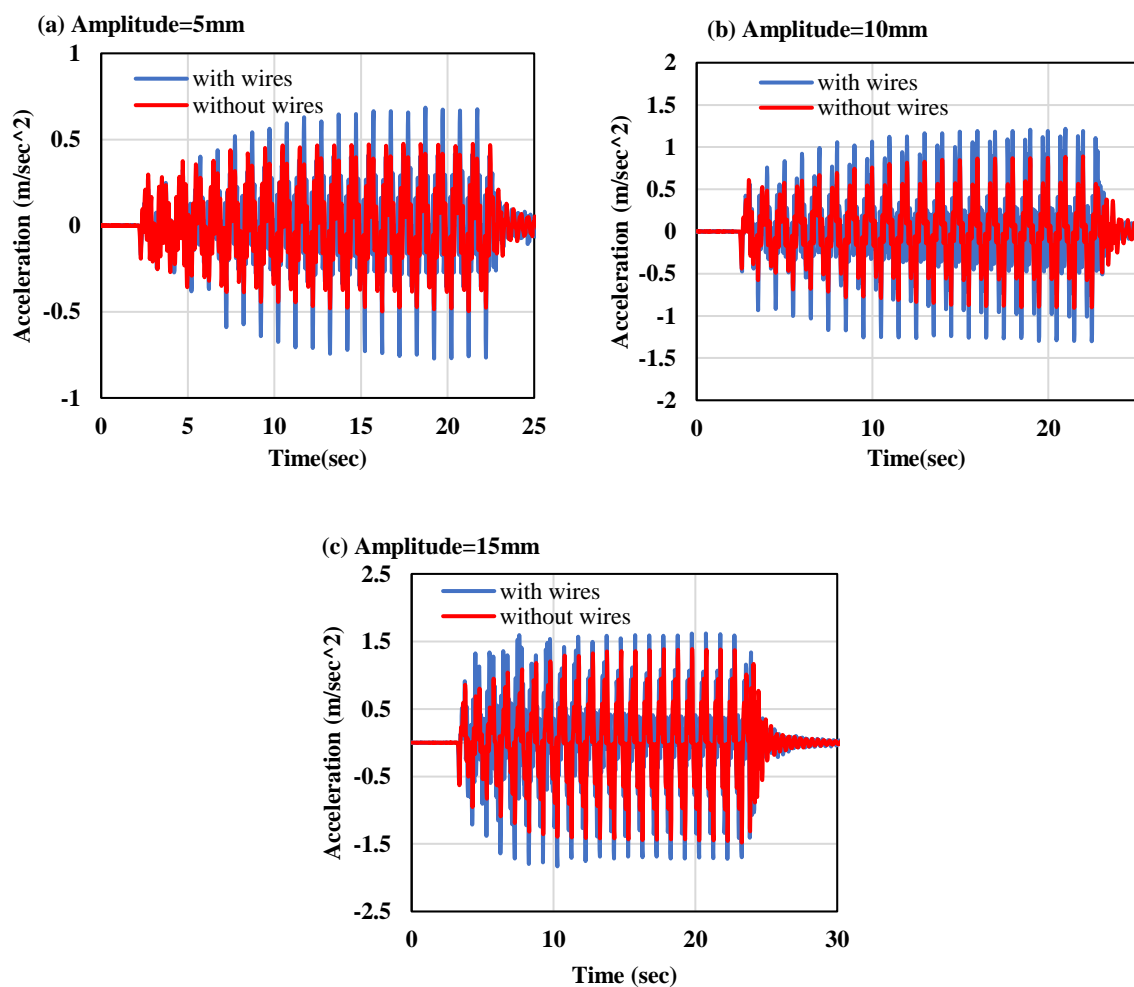 (a) Amplitude=5mm
with wires
without wires
Acceleration (m/sec^2)
1
0.5
0
-0.5
-1
0 5 10 15 20 25
Time(sec)
(b) Amplitude=10mm
with wires
without wires
Acceleration (m/sec^2)
2
1.5
1
0.5
0
-0.5
-1
-1.5
-2
0 10 20
Time(sec)
(c) Amplitude=15mm
with wires
without wires
Acceleration (m/sec^2)
2.5
1.5
0.5
-0.5
-1.5
-2.5
0 10 20 30
Time (sec)